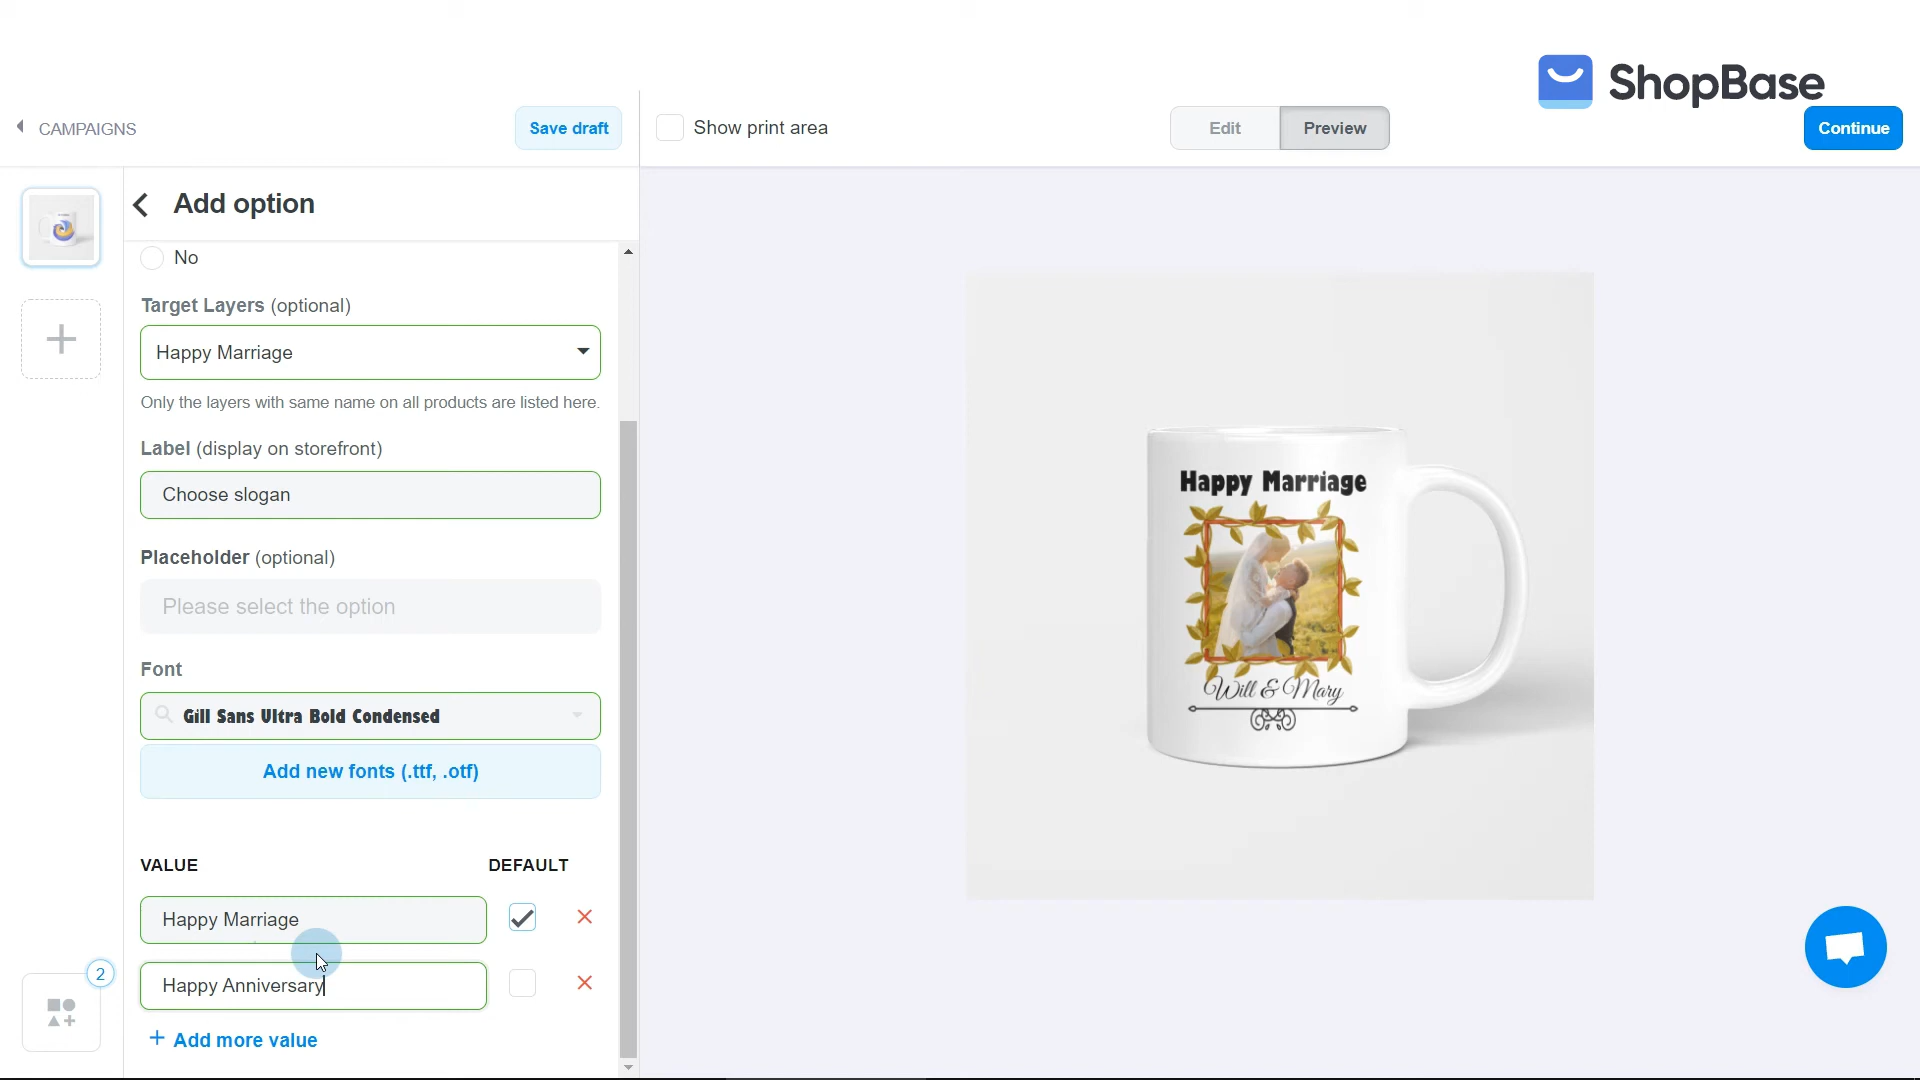 ShopBase
CAMPAIGNS
Save draft
Show print area
Edit
Preview
Continue
Add option
No
Target Layers (optional)
Happy Marriage
Only the layers with same name on all products are listed here.
Label (display on storefront)
Choose slogan
Placeholder (optional)
Please select the option
Font
Gill Sans Ultra Bold Condensed
Add new fonts (.ttf, .otf)
VALUE DEFAULT
Happy Marriage
Happy Anniversary
+ Add more value
2
Happy Marriage
Will & Mary